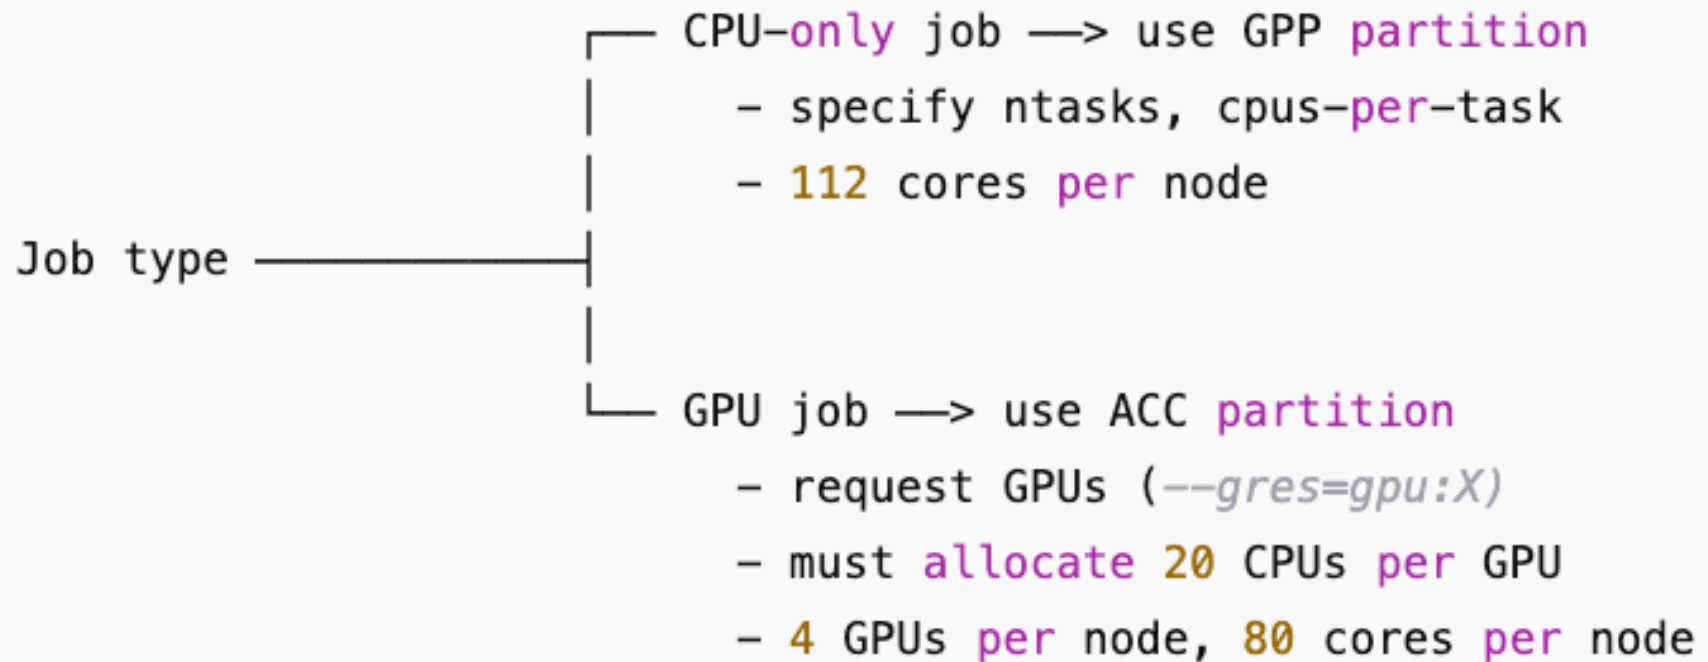 CPU-only job —> use GPP partition
- specify ntasks, cpus-per-task
- 112 cores per node
Job type
GPU job —> use ACC partition
- request GPUs (--gres=gpu:X)
- must allocate 20 CPUs per GPU
- 4 GPUs per node, 80 cores per node